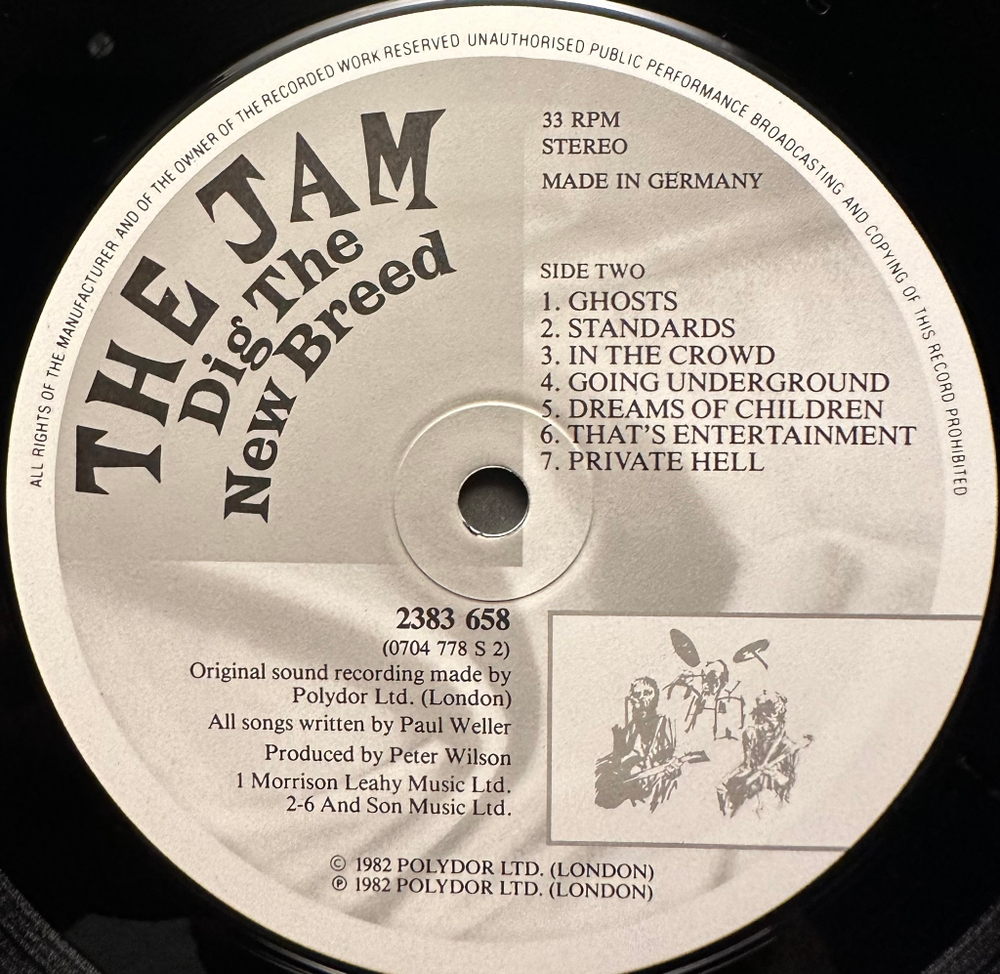 ALL RIGHTS OF THE MANUFACTURER AND OF THE OWNER OF THE RECORDED WORK RESERVED UNAUTHORISED PUBLIC PERFORMANCE BROADCASTING AND COPYING OF THIS RECORD PROHIBITED
THE JAM
Dig The
New Breed
33 RPM
STEREO
MADE IN GERMANY
SIDE TWO
1. GHOSTS
2. STANDARDS
3. IN THE CROWD
4. GOING UNDERGROUND
5. DREAMS OF CHILDREN
6. THAT'S ENTERTAINMENT
7. PRIVATE HELL
2383 658
(0704 778 S 2)
Original sound recording made by
Polydor Ltd. (London)
All songs written by Paul Weller
Produced by Peter Wilson
1 Morrison Leahy Music Ltd.
2-6 And Son Music Ltd.
© 1982 POLYDOR LTD. (LONDON)
℗ 1982 POLYDOR LTD. (LONDON)